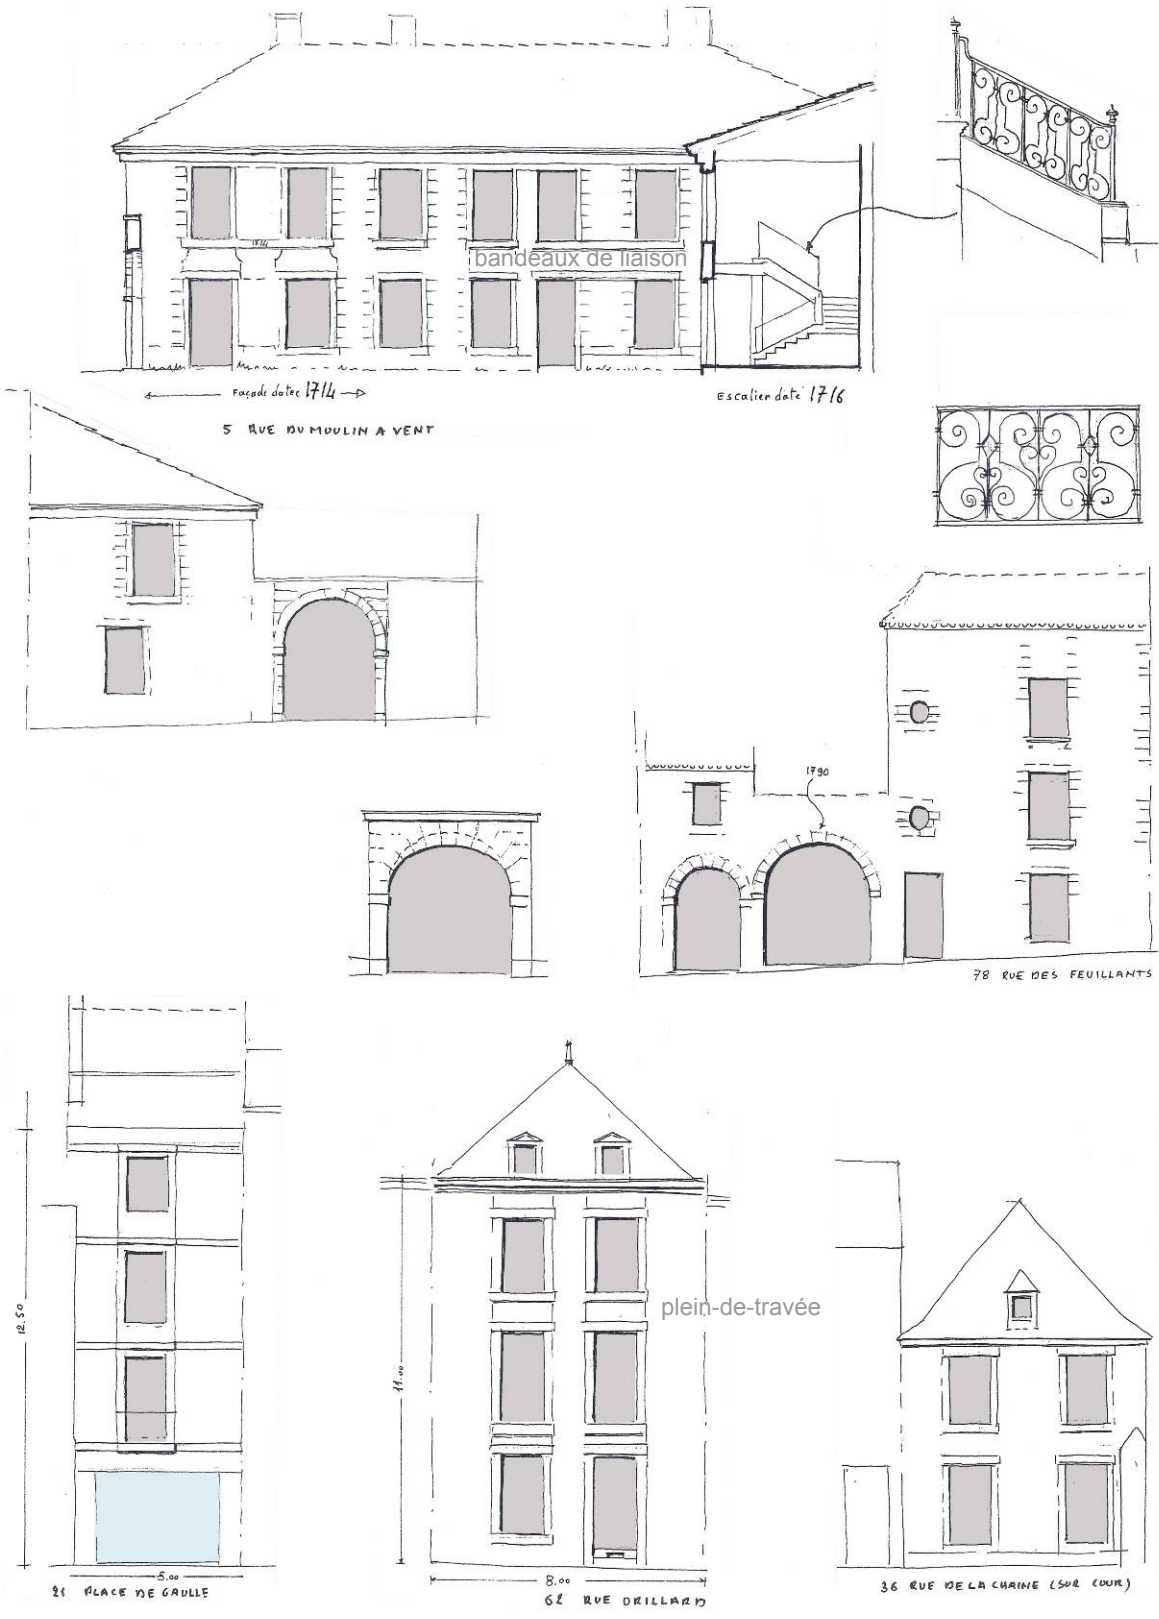 1714
bandeaux de liaison
Façade datée 1714
Escalier daté 1716
5 RUE DU MOULIN A VENT
1790
78 RUE DES FEUILLANTS
12.50
11.00
plein-de-travée
5.00
21 PLACE DE GAULLE
8.00
62 RUE ORILLARD
36 RUE DE LA CHAINE (SUR COUR)